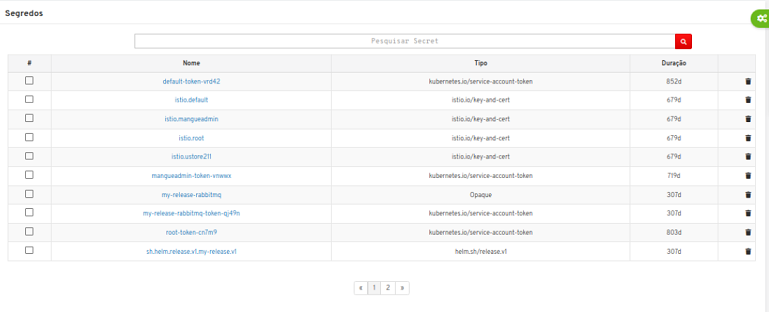 Segredos
Pesquisar Secret
# Nome Tipo Duração
default-token-vrd42 kubernetes.io/service-account-token 852d
istio.default istio.io/key-and-cert 679d
istio.mangueadmin istio.io/key-and-cert 679d
istio.root istio.io/key-and-cert 679d
istio.ustore211 istio.io/key-and-cert 679d
mangueadmin-token-vnwwx kubernetes.io/service-account-token 719d
my-release-rabbitmq Opaque 307d
my-release-rabbitmq-token-qj49n kubernetes.io/service-account-token 307d
root-token-cn7m9 kubernetes.io/service-account-token 803d
sh.helm.release.v1.my-release.v1 helm.sh/release.v1 307d
« 1 2 »